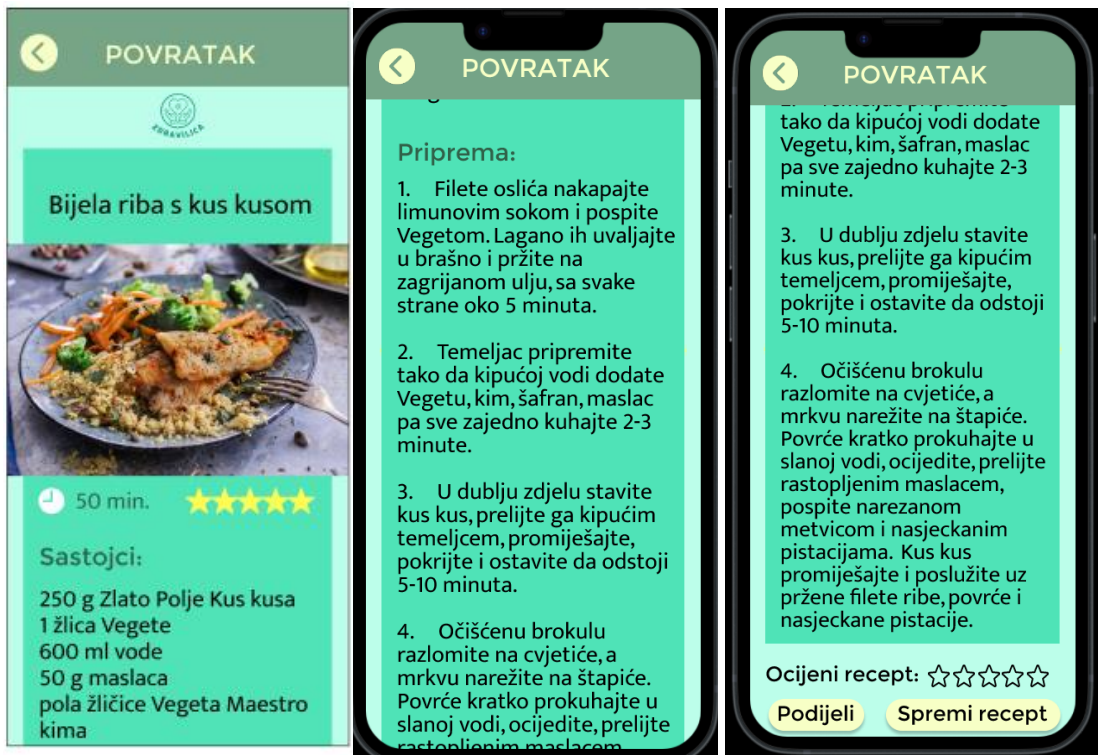 POVRATAK
ZDRAVILICA
Bijela riba s kus kusom
50 min.
Sastojci:
250 g Zlato Polje Kus kusa
1 žlica Vegete
600 ml vode
50 g maslaca
pola žličice Vegeta Maestro
kima
POVRATAK
Priprema:
1. Filete oslića nakapajte
limunovim sokom i pospite
Vegetom. Lagano ih uvaljajte
u brašno i pržite na
zagrijanom ulju, sa svake
strane oko 5 minuta.
2. Temeljac pripremite
tako da kipućoj vodi dodate
Vegetu, kim, šafran, maslac
pa sve zajedno kuhajte 2-3
minute.
3. U dublju zdjelu stavite
kus kus, prelijte ga kipućim
temeljcem, promiješajte,
pokrijte i ostavite da odstoji
5-10 minuta.
4. Očišćenu brokulu
razlomite na cvjetiće, a
mrkvu narežite na štapiće.
Povrće kratko prokuhajte u
slanoj vodi, ocijedite, prelijte
rastopljenim maslacem,
POVRATAK
2. Temeljac pripremite
tako da kipućoj vodi dodate
Vegetu, kim, šafran, maslac
pa sve zajedno kuhajte 2-3
minute.
3. U dublju zdjelu stavite
kus kus, prelijte ga kipućim
temeljcem, promiješajte,
pokrijte i ostavite da odstoji
5-10 minuta.
4. Očišćenu brokulu
razlomite na cvjetiće, a
mrkvu narežite na štapiće.
Povrće kratko prokuhajte u
slanoj vodi, ocijedite, prelijte
rastopljenim maslacem,
pospite narezanom
metvicom i nasjeckanim
pistacijama. Kus kus
promiješajte i poslužite uz
pržene filete ribe, povrće i
nasjeckane pistacije.
Ocijeni recept:
Podijeli
Spremi recept